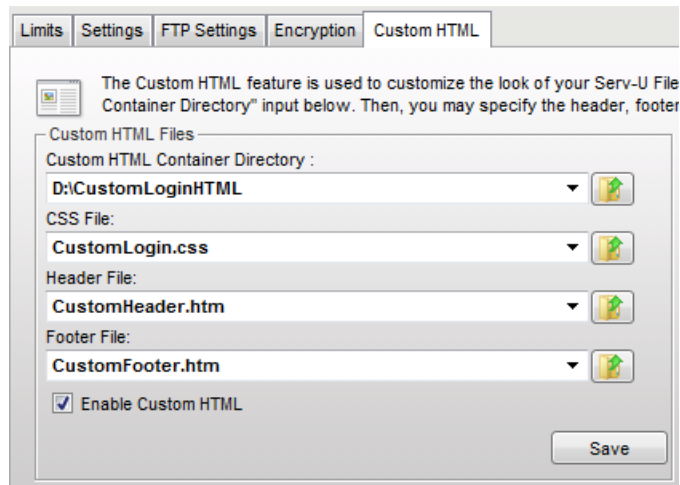 Limits Settings FTP Settings Encryption Custom HTML
The Custom HTML feature is used to customize the look of your Serv-U File
Container Directory" input below. Then, you may specify the header, footer
Custom HTML Files
Custom HTML Container Directory :
D:\CustomLoginHTML
CSS File:
CustomLogin.css
Header File:
CustomHeader.htm
Footer File:
CustomFooter.htm
Enable Custom HTML
Save